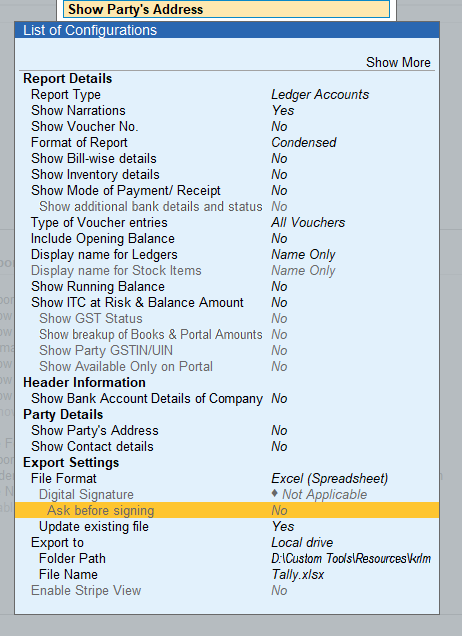 Show Party's Address
List of Configurations
Show More
Report Details
Report Type Ledger Accounts
Show Narrations Yes
Show Voucher No. No
Format of Report Condensed
Show Bill-wise details No
Show Inventory details No
Show Mode of Payment/ Receipt No
Show additional bank details and status No
Type of Voucher entries All Vouchers
Include Opening Balance No
Display name for Ledgers Name Only
Display name for Stock Items Name Only
Show Running Balance No
Show ITC at Risk & Balance Amount No
Show GST Status No
Show breakup of Books & Portal Amounts No
Show Party GSTIN/UIN No
Show Available Only on Portal No
Header Information
Show Bank Account Details of Company No
Party Details
Show Party's Address No
Show Contact details No
Export Settings
File Format Excel (Spreadsheet)
Digital Signature ♦ Not Applicable
Ask before signing No
Update existing file Yes
Export to Local drive
Folder Path D:\Custom Tools\Resources\krlm
File Name Tally.xlsx
Enable Stripe View No